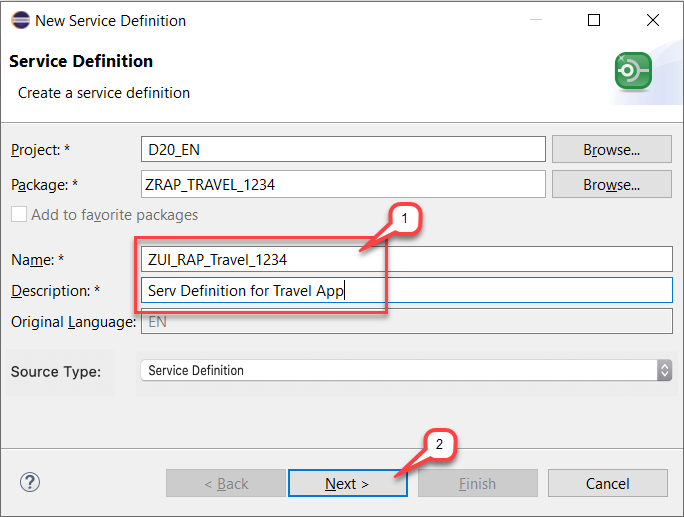 New Service Definition
Service Definition
Create a service definition
Project: * D20_EN Browse...
Package: * ZRAP_TRAVEL_1234 Browse...
Add to favorite packages
1
Name: * ZUI_RAP_Travel_1234
Description: * Serv Definition for Travel App
Original Language: EN
Source Type: Service Definition
2
? < Back Next > Finish Cancel